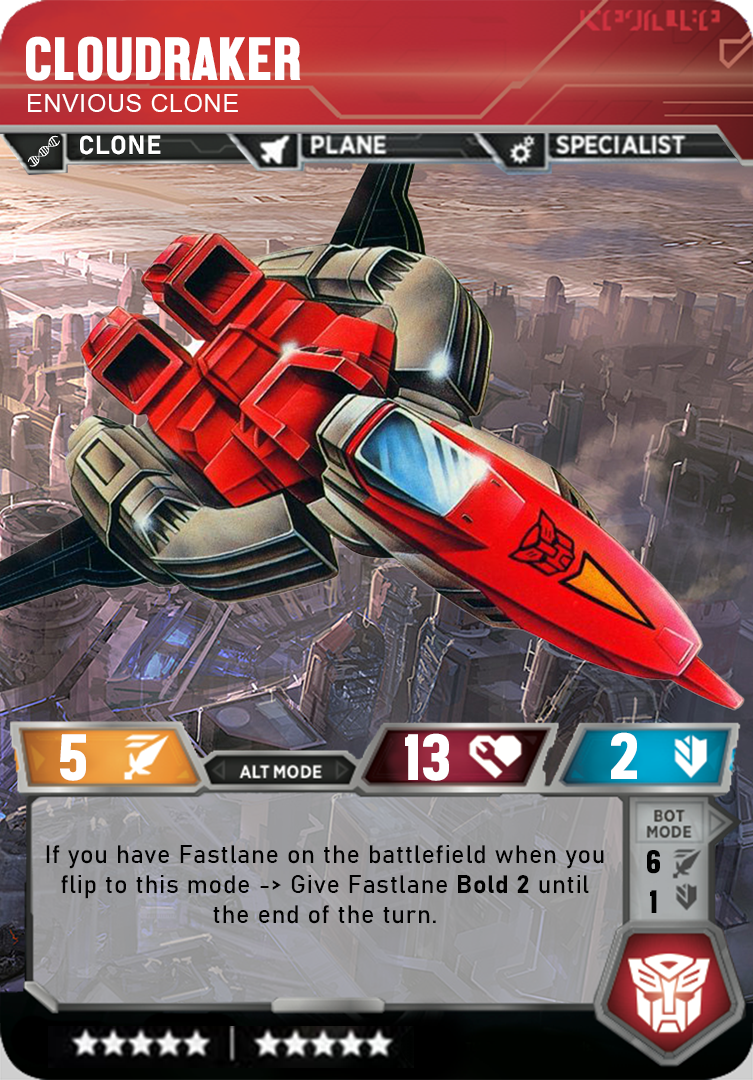 CLOUDRAKER
ENVIOUS CLONE
CLONE
PLANE
SPECIALIST
5
ALT MODE
13
2
If you have Fastlane on the battlefield when you
flip to this mode -> Give Fastlane Bold 2 until
the end of the turn.
BOT
MODE
6
1
★★★★★ | ★★★★★